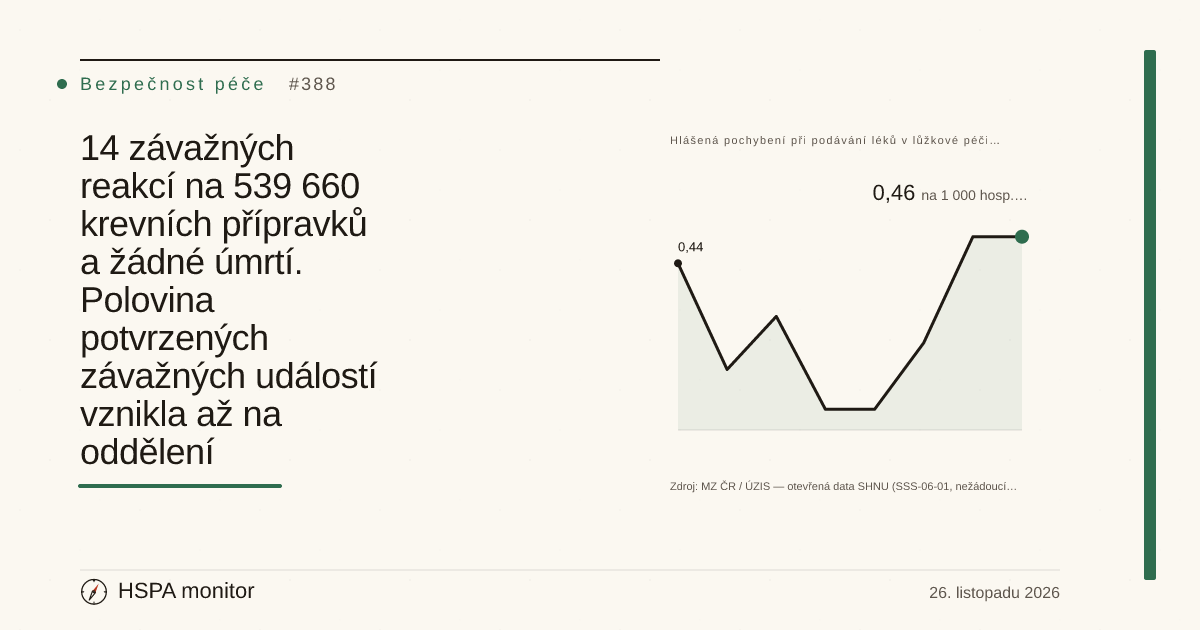 Bezpečnost péče #388
14 závažných
reakcí na 539 660
krevních přípravků
a žádné úmrtí.
Polovina
potvrzených
závažných událostí
vznikla až na
oddělení
Hlášená pochybení při podávání léků v lůžkové péči…
0,46 na 1 000 hosp.…
0,44
Zdroj: MZ ČR / ÚZIS — otevřená data SHNU (SSS-06-01, nežádoucí…
HSPA monitor
26. listopadu 2026